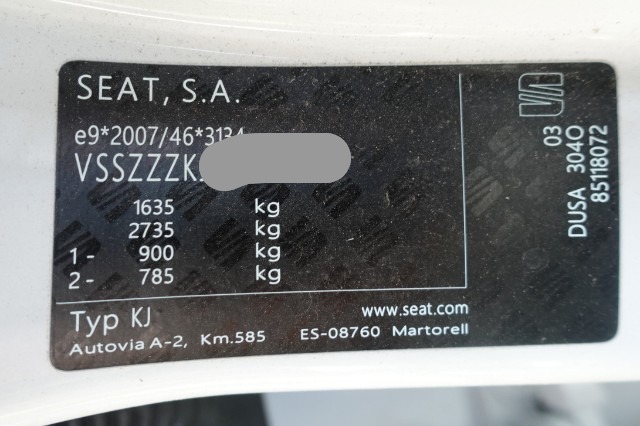 SEAT, S.A.
e9*2007/46*3134
VSSZZZK
1635 kg
2735 kg
1- 900 kg
2- 785 kg
Typ KJ
www.seat.com
Autovia A-2, Km.585 ES-08760 Martorell
03
DUSA 3040
85118072